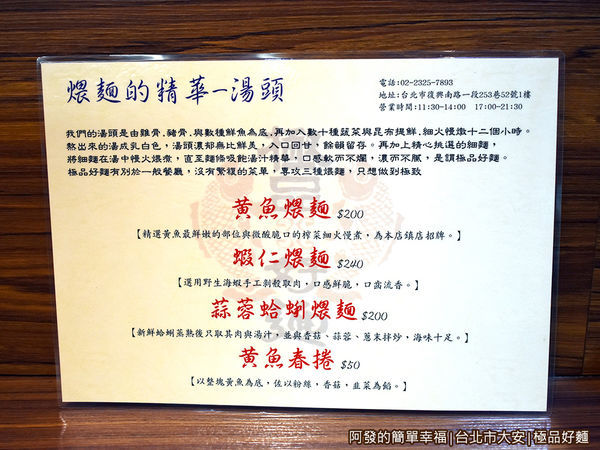 煨麵的精華—湯頭
電話:02-2325-7893
地址:台北市復興南路一段253巷52號1樓
營業時間:11:30-14:00 17:00-21:30
我們的湯頭是由雞骨.豬骨.與數種鮮魚為底.再加入數十種蔬菜與昆布提鮮.細火慢燉十二個小時。
熬出來的湯成乳白色,湯頭濃郁無比鮮美,入口回甘,餘韻留存。再加上精心挑選的細麵,
將細麵在湯中慢火煨煮,直至麵條吸飽湯汁精華,口感軟而不爛,濃而不膩,是謂極品好麵。
極品好麵有別於一般餐廳,沒有繁複的菜單,專攻三種煨麵,只想做到極致
黃魚煨麵 $200
【精選黃魚最鮮嫩的部位與微酸脆口的榨菜細火慢煮,為本店鎮店招牌。】
蝦仁煨麵 $240
【選用野生海蝦手工剝殼取肉,口感鮮脆,口齒流香。】
蒜蓉蛤蜊煨麵 $200
【新鮮蛤蜊蒸熟後只取其肉與湯汁,並與香菇、蒜蓉、蔥末拌炒,海味十足。】
黃魚春捲 $50
【以整塊黃魚為底,佐以粉絲,香菇,韭菜為餡。】
阿發的簡單幸福|台北市大安|極品好麵